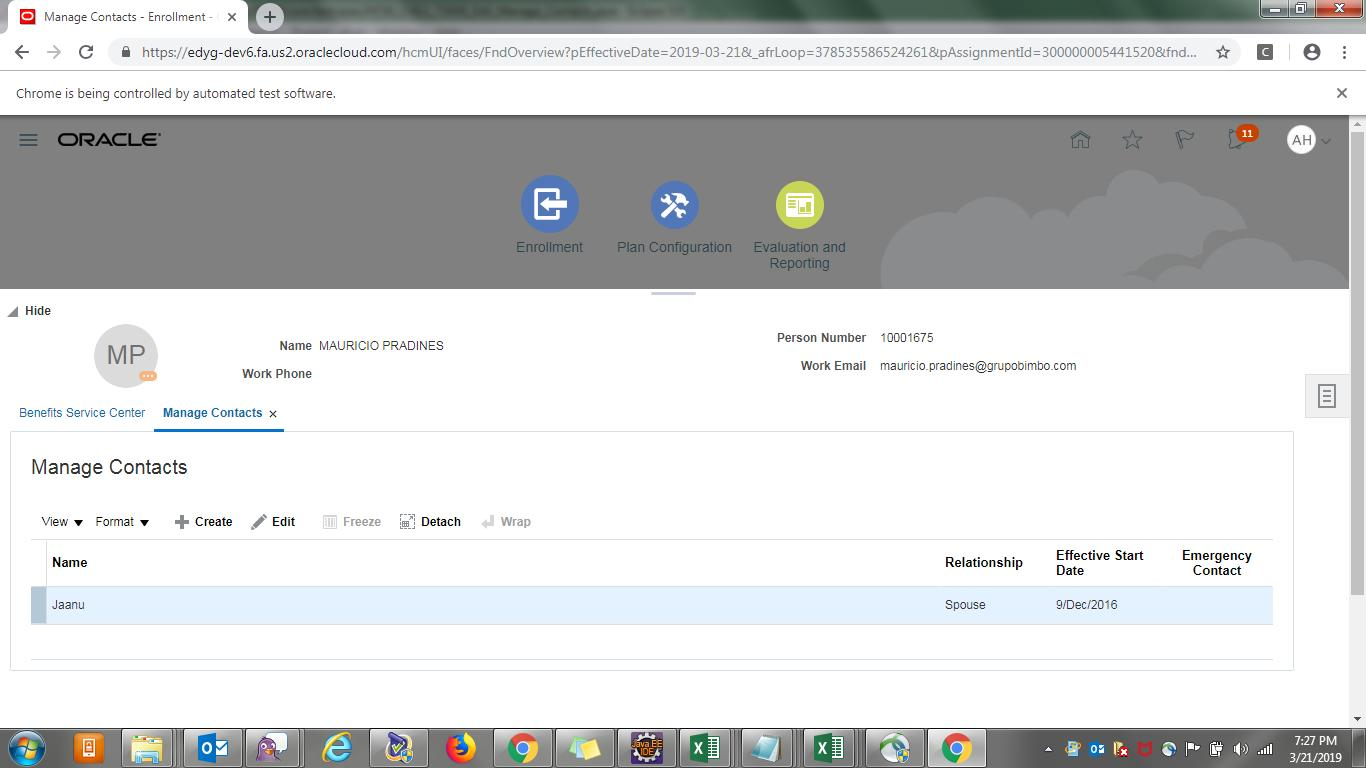 Manage Contacts - Enrollment -
https://edyg-dev6.fa.us2.oraclecloud.com/hcmUI/faces/FndOverview?pEffectiveDate=2019-03-21&_afrLoop=378535586524261&pAssignmentId=300000005441520&fnd...
C
Chrome is being controlled by automated test software.
ORACLE
11
AH
Enrollment
Plan Configuration
Evaluation and
Reporting
Hide
MP
Name MAURICIO PRADINES
Person Number 10001675
Work Phone
Work Email mauricio.pradines@grupobimbo.com
Benefits Service Center Manage Contacts
Manage Contacts
View Format Create Edit Freeze Detach Wrap
Name Relationship Effective Start Date Emergency Contact
Jaanu Spouse 9/Dec/2016
Java EE
IDE
7:27 PM
3/21/2019